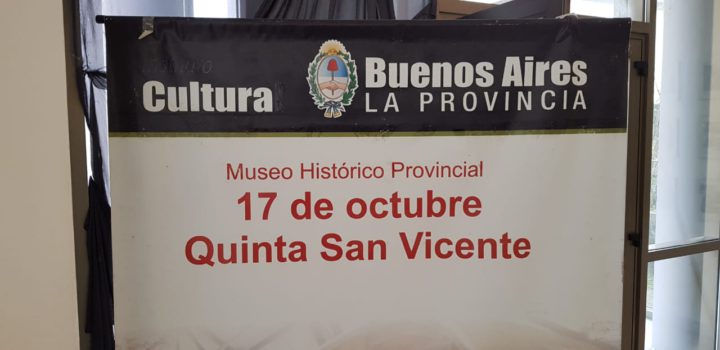 Cultura
Buenos Aires
LA PROVINCIA
Museo Histórico Provincial
17 de octubre
Quinta San Vicente